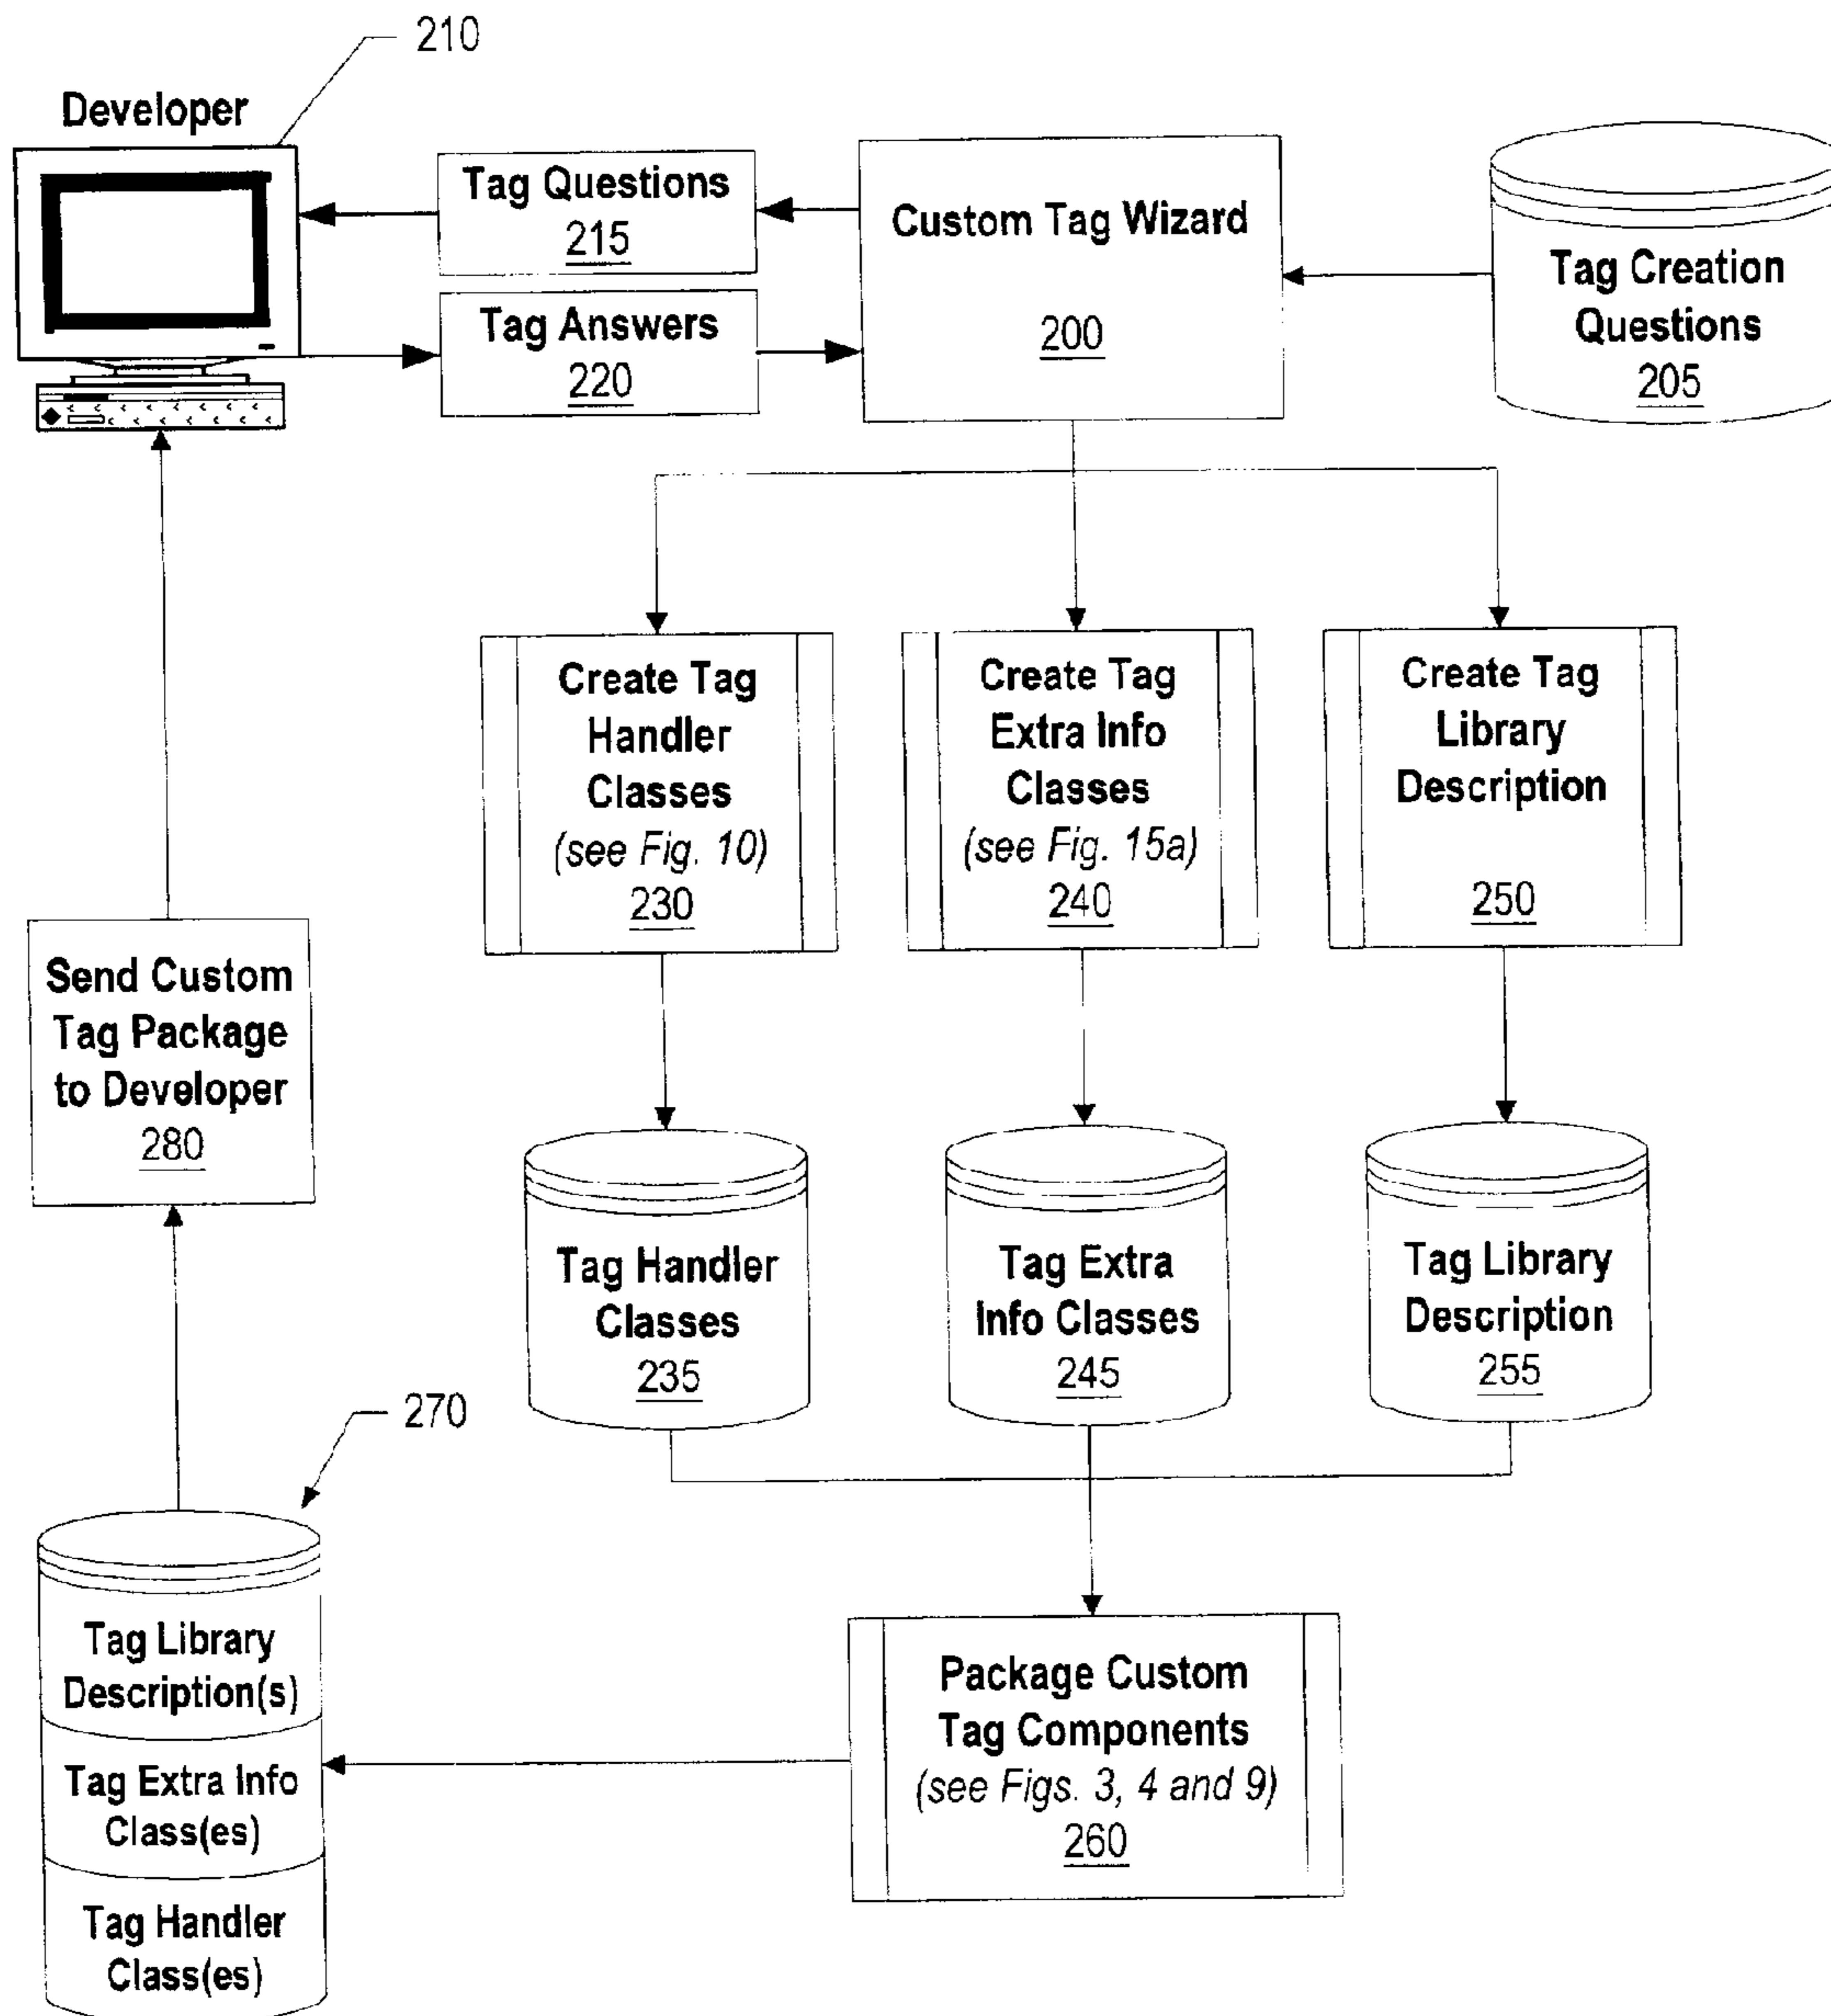 210
Developer
Tag Questions
215
Tag Answers
220
Custom Tag Wizard
200
Tag Creation
Questions
205
Create Tag
Handler
Classes
(see Fig. 10)
230
Create Tag
Extra Info
Classes
(see Fig. 15a)
240
Create Tag
Library
Description
250
Send Custom
Tag Package
to Developer
280
Tag Handler
Classes
235
Tag Extra
Info Classes
245
Tag Library
Description
255
270
Tag Library
Description(s)
Tag Extra Info
Class(es)
Tag Handler
Class(es)
Package Custom
Tag Components
(see Figs. 3, 4 and 9)
260